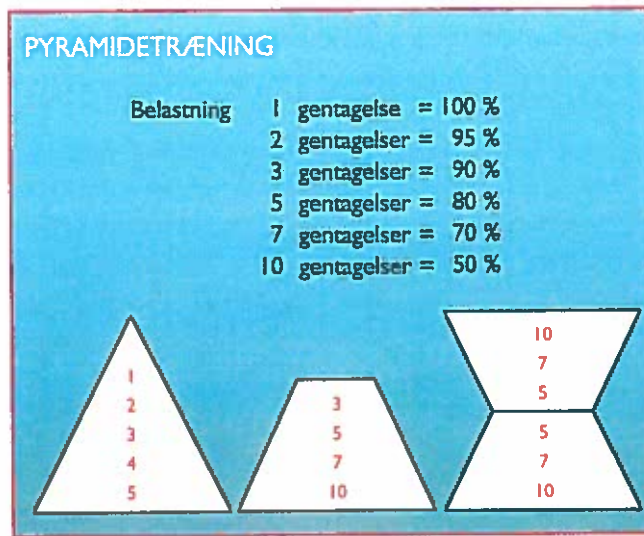 PYRAMIDETRÆNING
Belastning 1 gentagelse = 100 %
2 gentagelser = 95 %
3 gentagelser = 90 %
5 gentagelser = 80 %
7 gentagelser = 70 %
10 gentagelser = 50 %
1
2
3
4
5
3
5
7
10
10
7
5
5
7
10